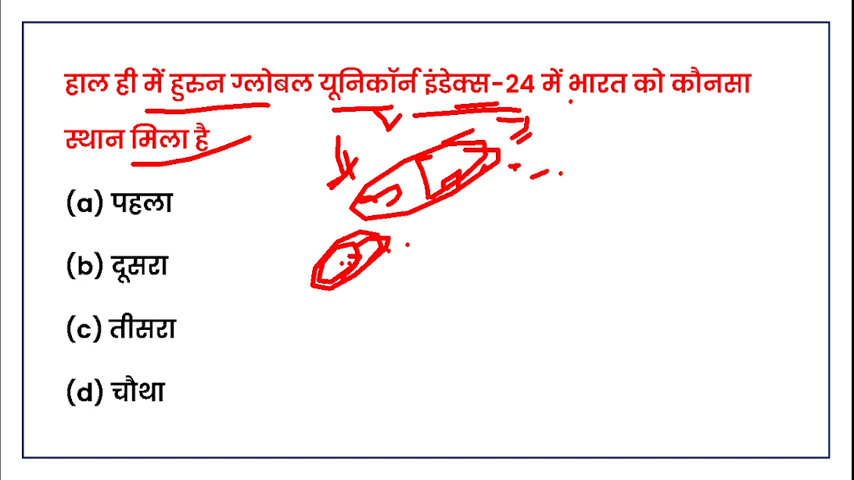 हाल ही में हुरुन ग्लोबल यूनिकॉर्न इंडेक्स-24 में भारत को कौनसा
स्थान मिला है
(a) पहला
(b) दूसरा
(c) तीसरा
(d) चौथा